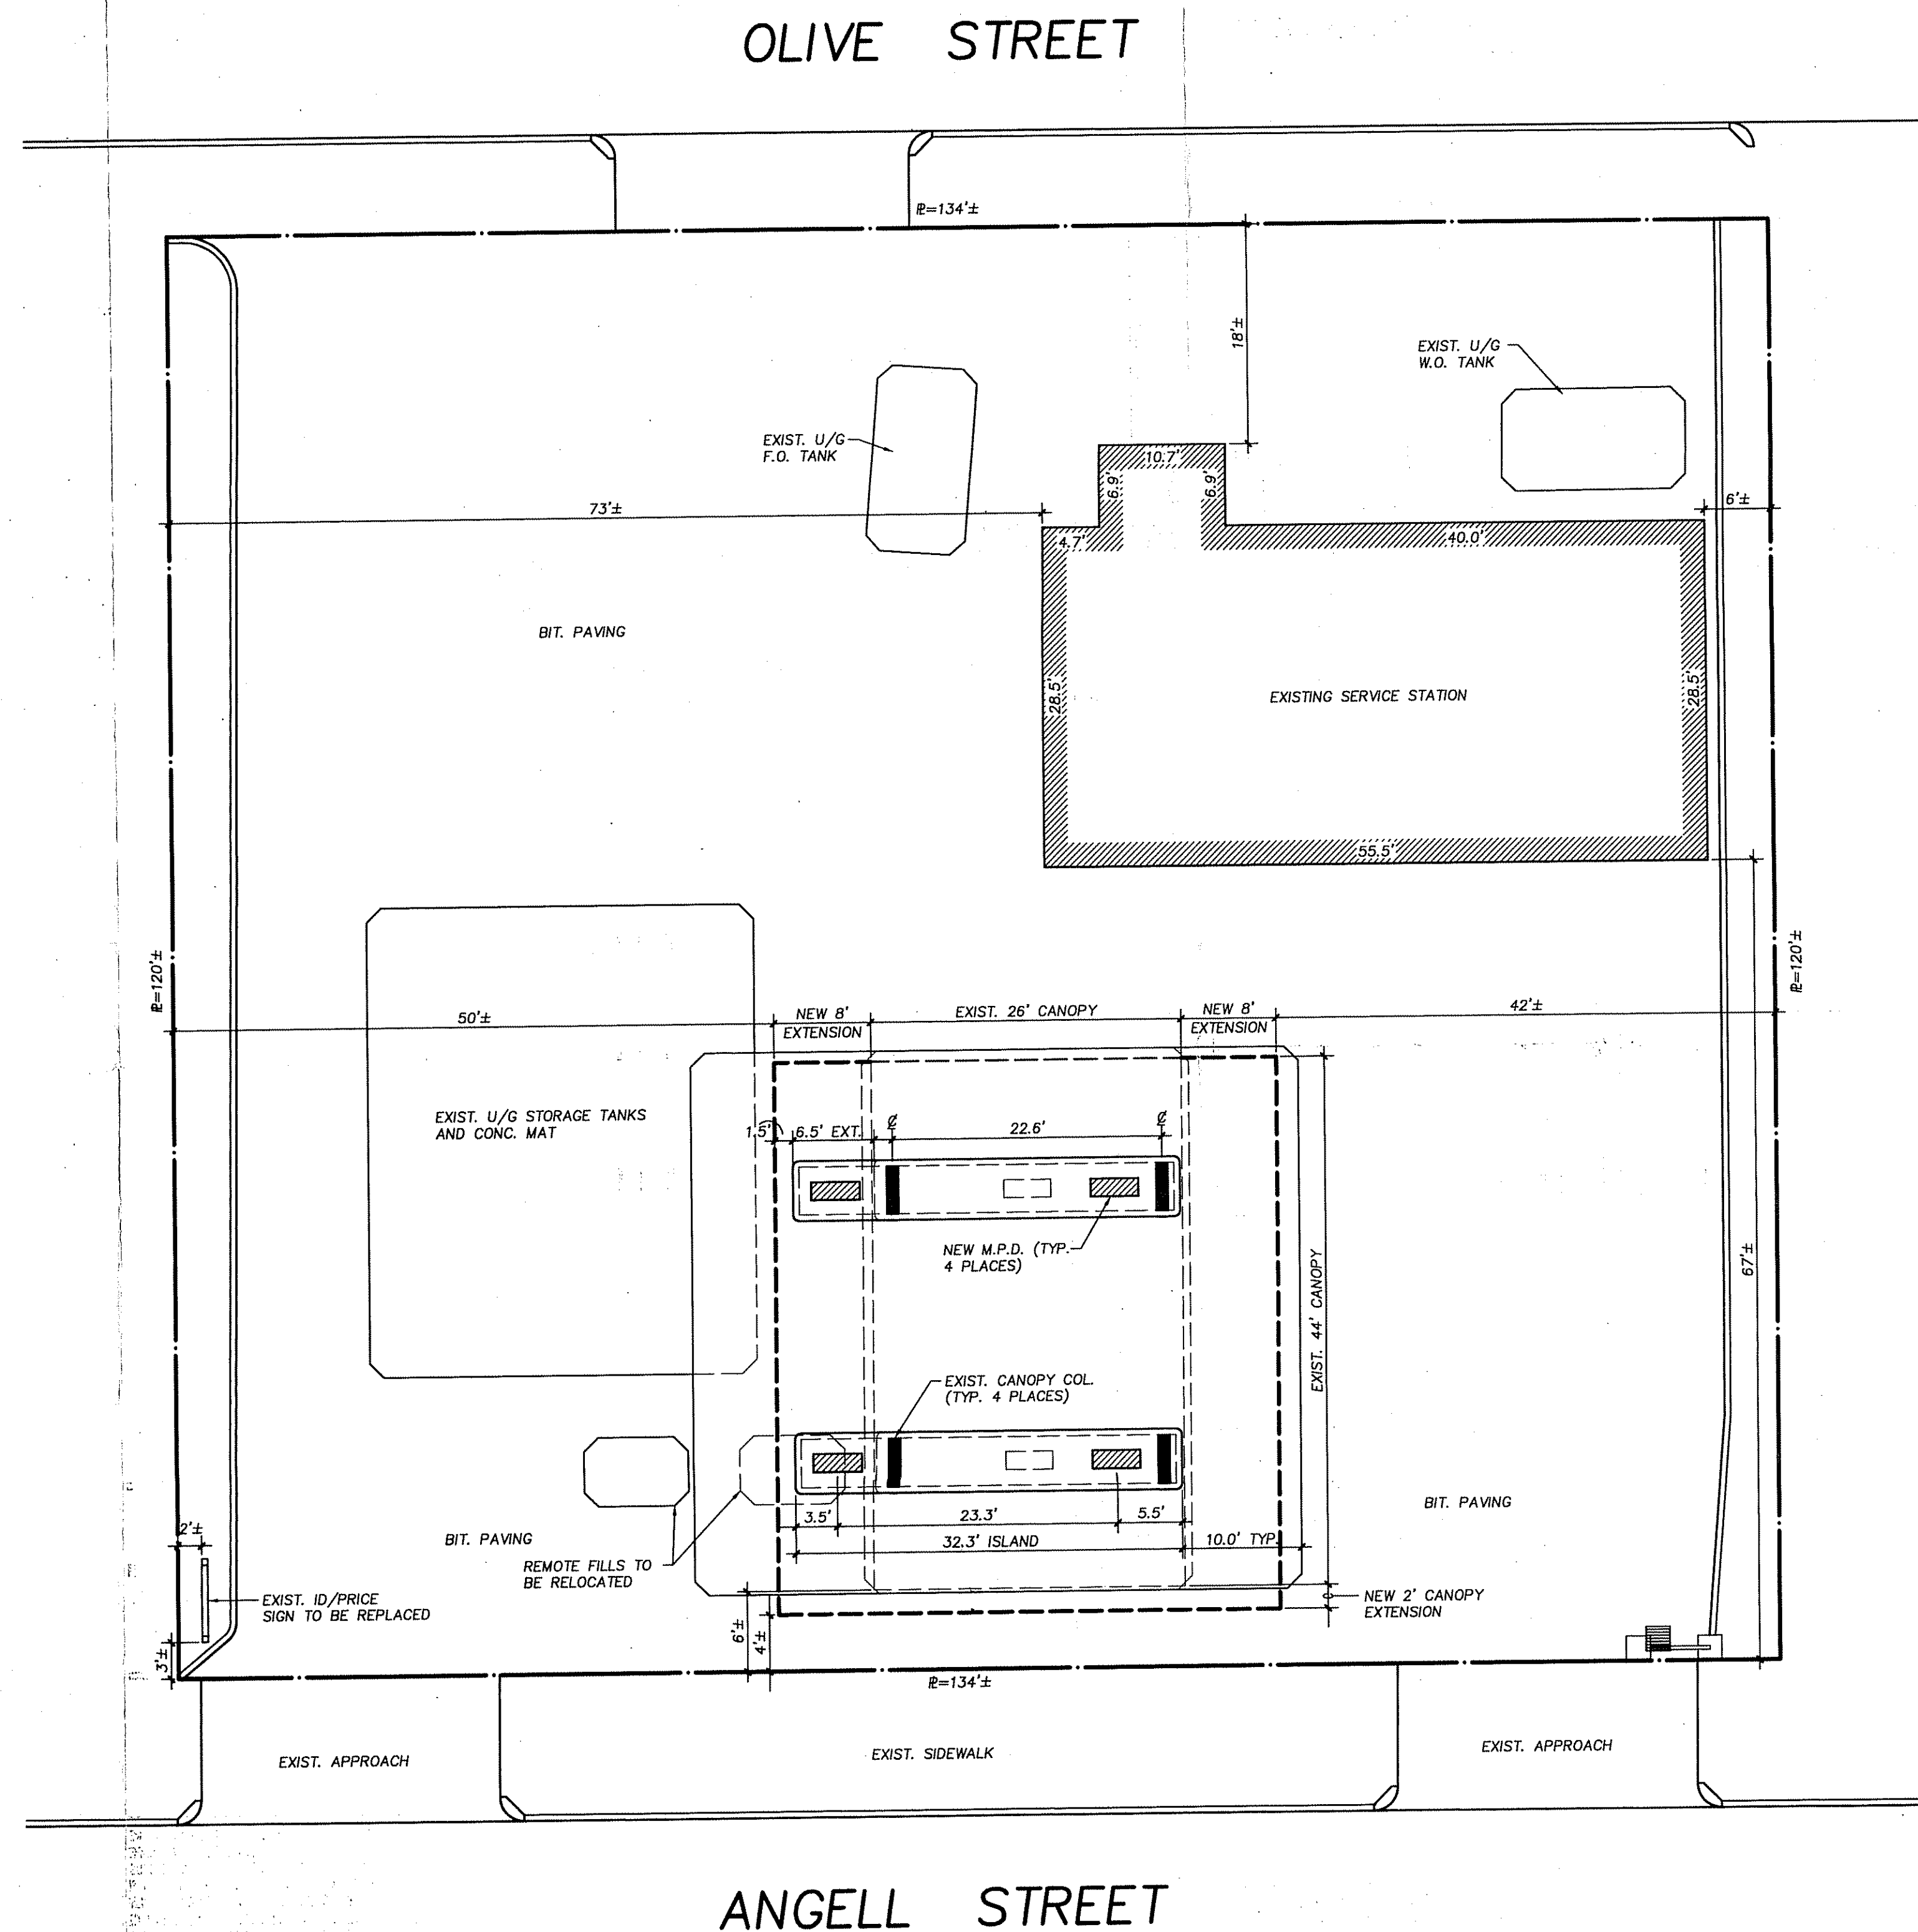 OLIVE STREET
℄=134'±
18'±
EXIST. U/G
W.O. TANK
EXIST. U/G
F.O. TANK
10.7'
6.9'
6.9'
73'±
6'±
4.7'
40.0'
BIT. PAVING
28.5'
EXISTING SERVICE STATION
28.5'
55.5'
℄=120'±
℄=120'±
50'±
NEW 8'
EXTENSION
EXIST. 26' CANOPY
NEW 8'
EXTENSION
42'±
EXIST. U/G STORAGE TANKS
AND CONC. MAT
1.5'
6.5' EXT.
℄
22.6'
℄
NEW M.P.D. (TYP.
4 PLACES)
EXIST. 44' CANOPY
67'±
EXIST. CANOPY COL.
(TYP. 4 PLACES)
3.5'
23.3'
5.5'
32.3' ISLAND
10.0' TYP.
BIT. PAVING
BIT. PAVING
2'±
REMOTE FILLS TO
BE RELOCATED
EXIST. ID/PRICE
SIGN TO BE REPLACED
NEW 2' CANOPY
EXTENSION
3'±
6'±
4'±
℄=134'±
EXIST. APPROACH
EXIST. SIDEWALK
EXIST. APPROACH
ANGELL STREET